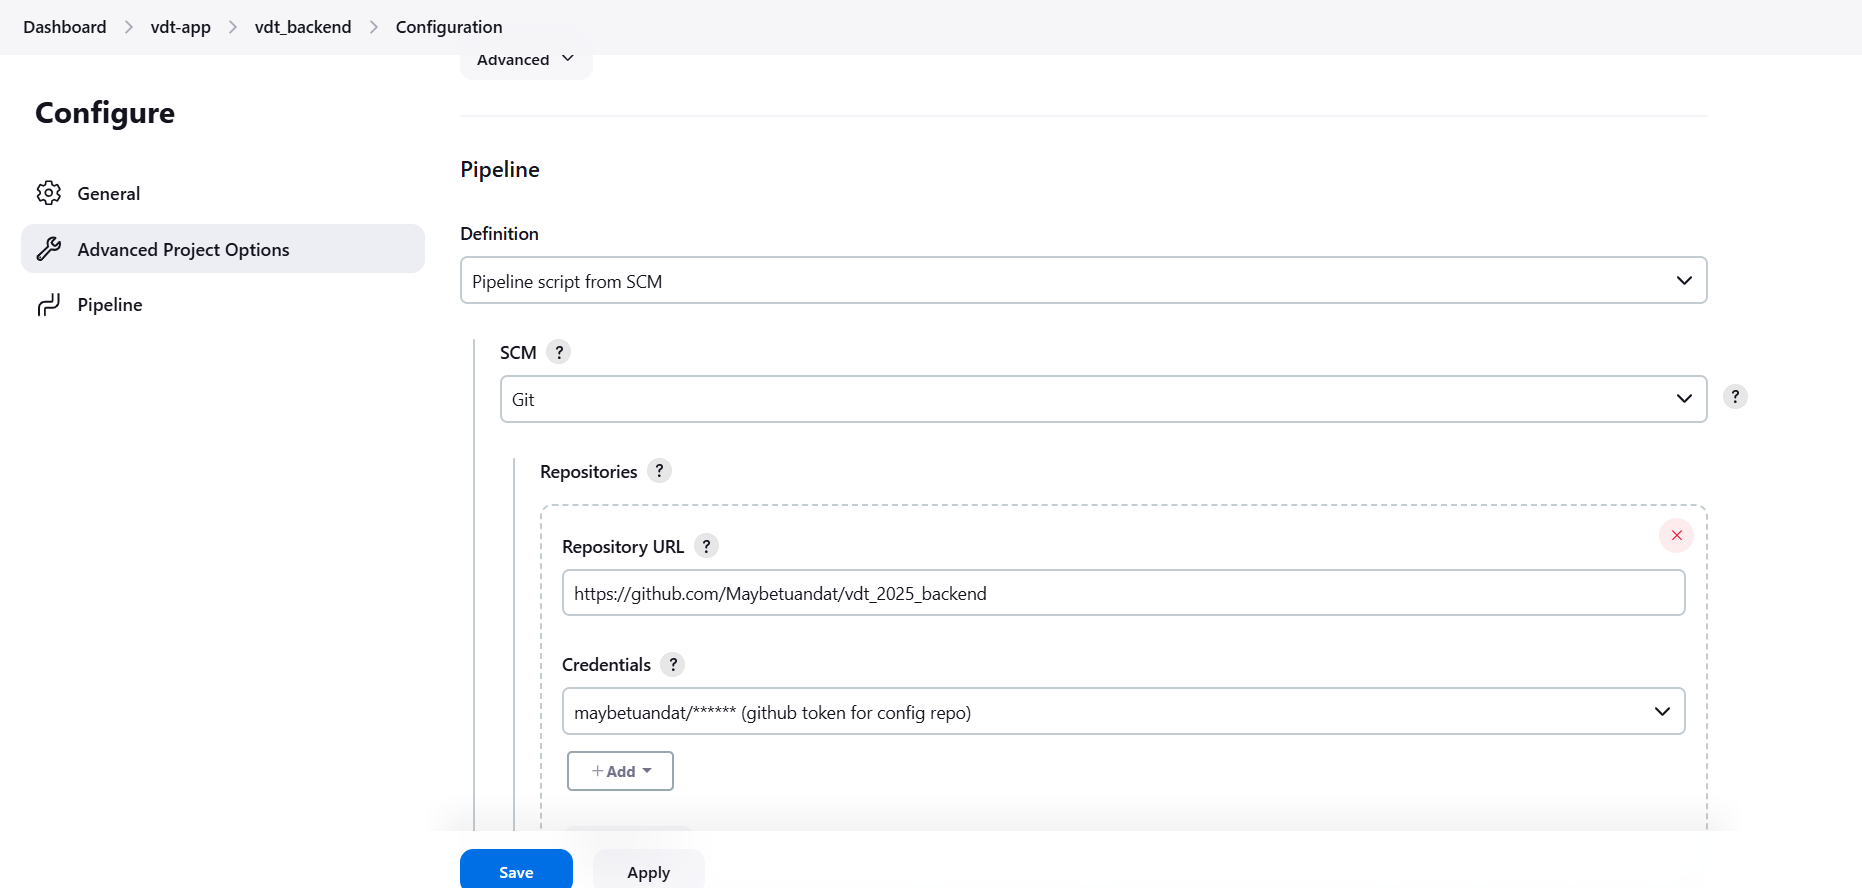 Dashboard > vdt-app > vdt_backend > Configuration
Advanced
Configure
General
Advanced Project Options
Pipeline
Pipeline
Definition
Pipeline script from SCM
SCM ?
Git
?
Repositories ?
Repository URL ?
https://github.com/Maybetuandat/vdt_2025_backend
Credentials ?
maybetuandat/****** (github token for config repo)
+ Add
Save
Apply